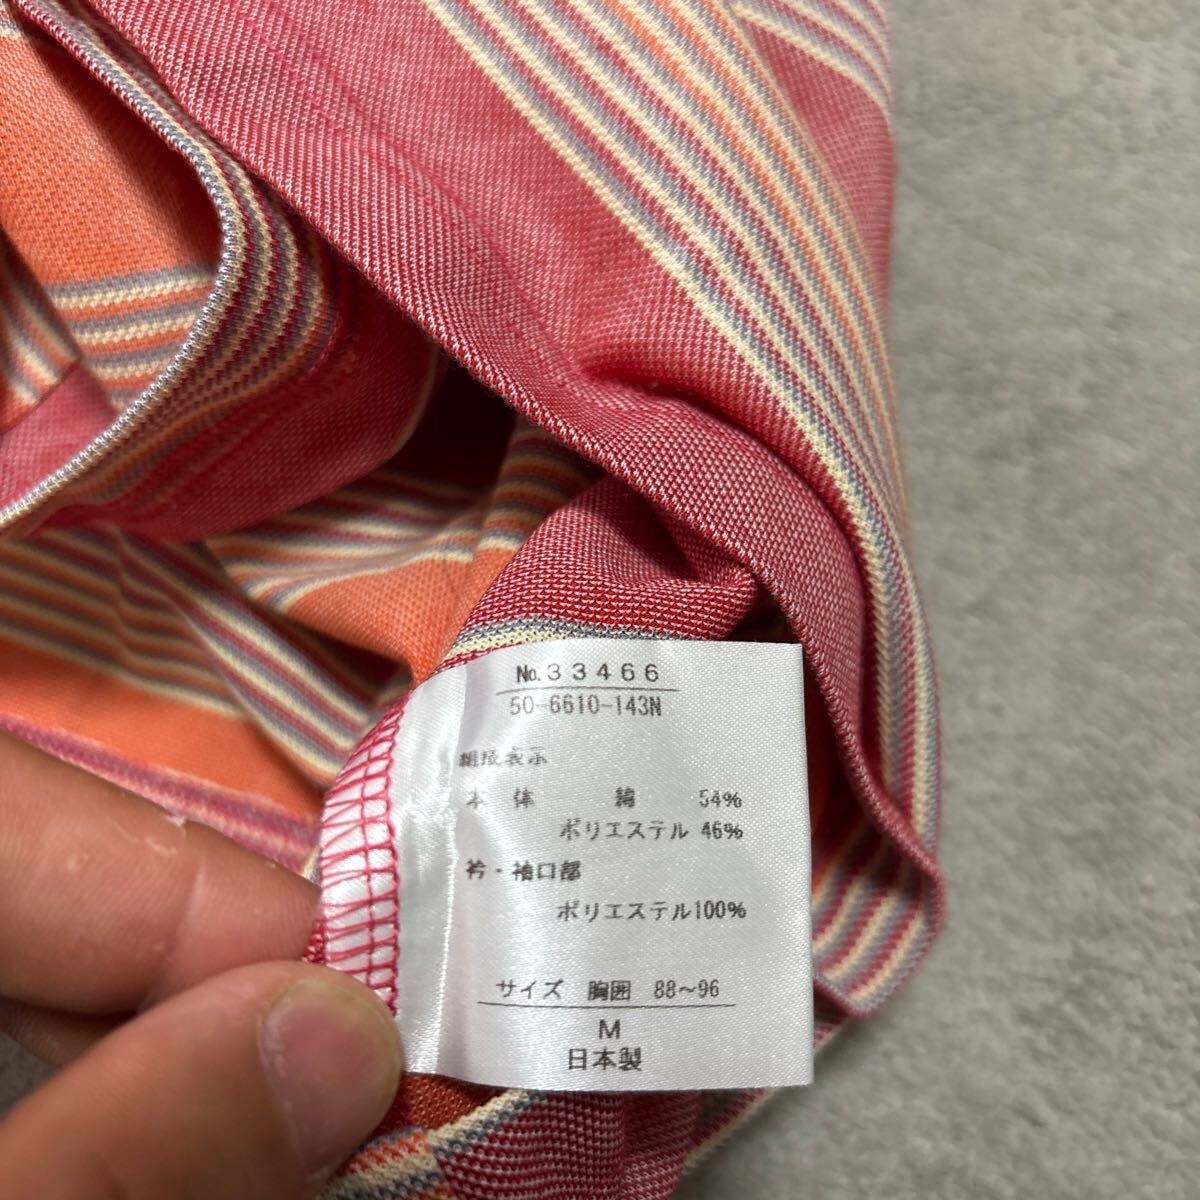 No.33466
50-6610-143N
組成表示
本体 綿 54%
ポリエステル 46%
衿・袖口部
ポリエステル100%
サイズ 胸囲 88～96
M
日本製